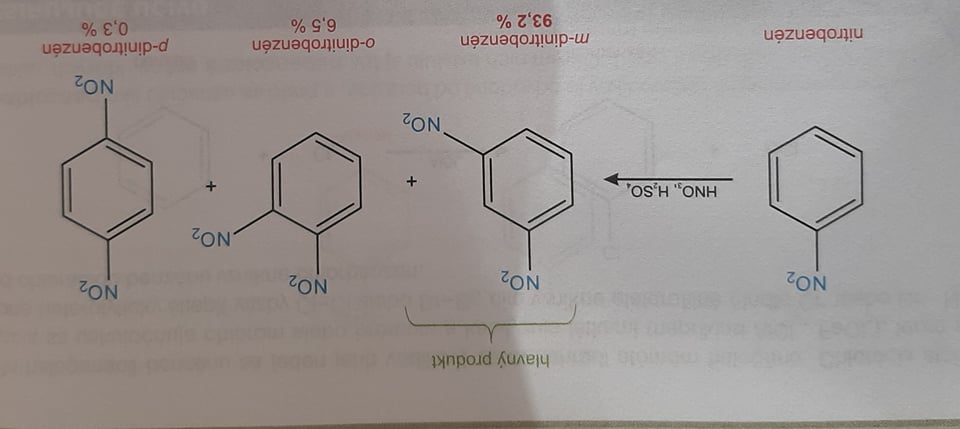 hlavný produkt
NO₂
NO₂
NO₂
NO₂
NO₂
HNO₃, H₂SO₄
+
+
NO₂
NO₂
nitrobenzén
m-dinitrobenzén
93,2 %
o-dinitrobenzén
6,5 %
p-dinitrobenzén
0,3 %